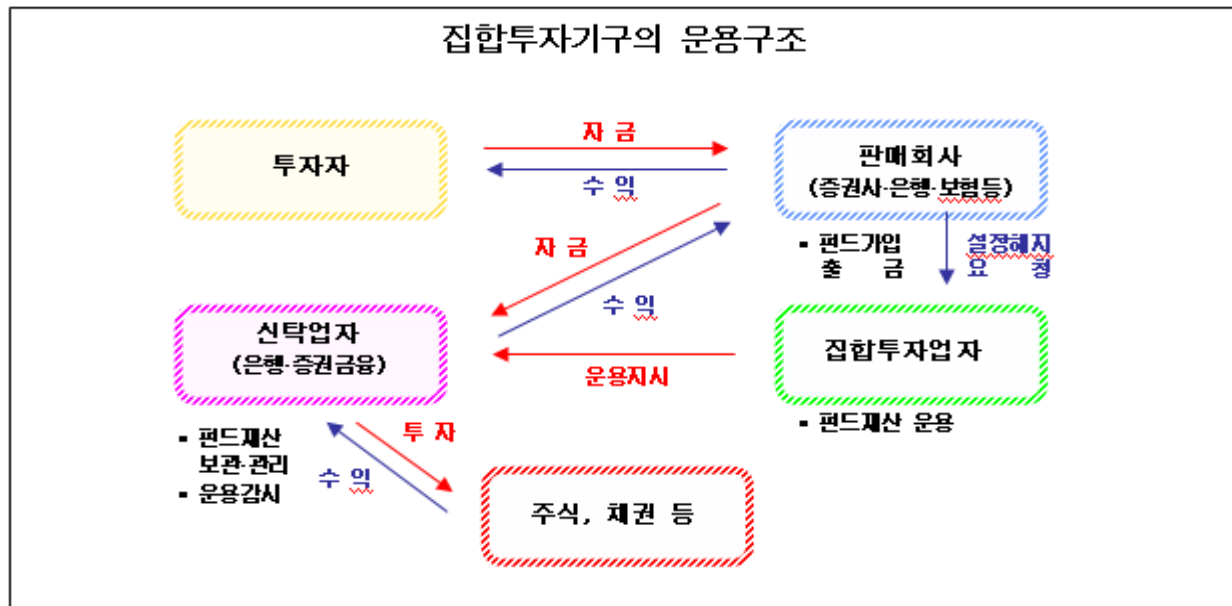 집합투자기구의 운용구조
투자자
자 금
수 익
판매회사
(증권사·은행·보험등)
▪ 펀드가입
출 금
설정해지
요 청
자 금
수 익
신탁업자
(은행·증권금융)
운용지시
집합투자업자
▪ 펀드재산 운용
▪ 펀드재산
보관·관리
▪ 운용감시
투 자
수 익
주식, 채권 등